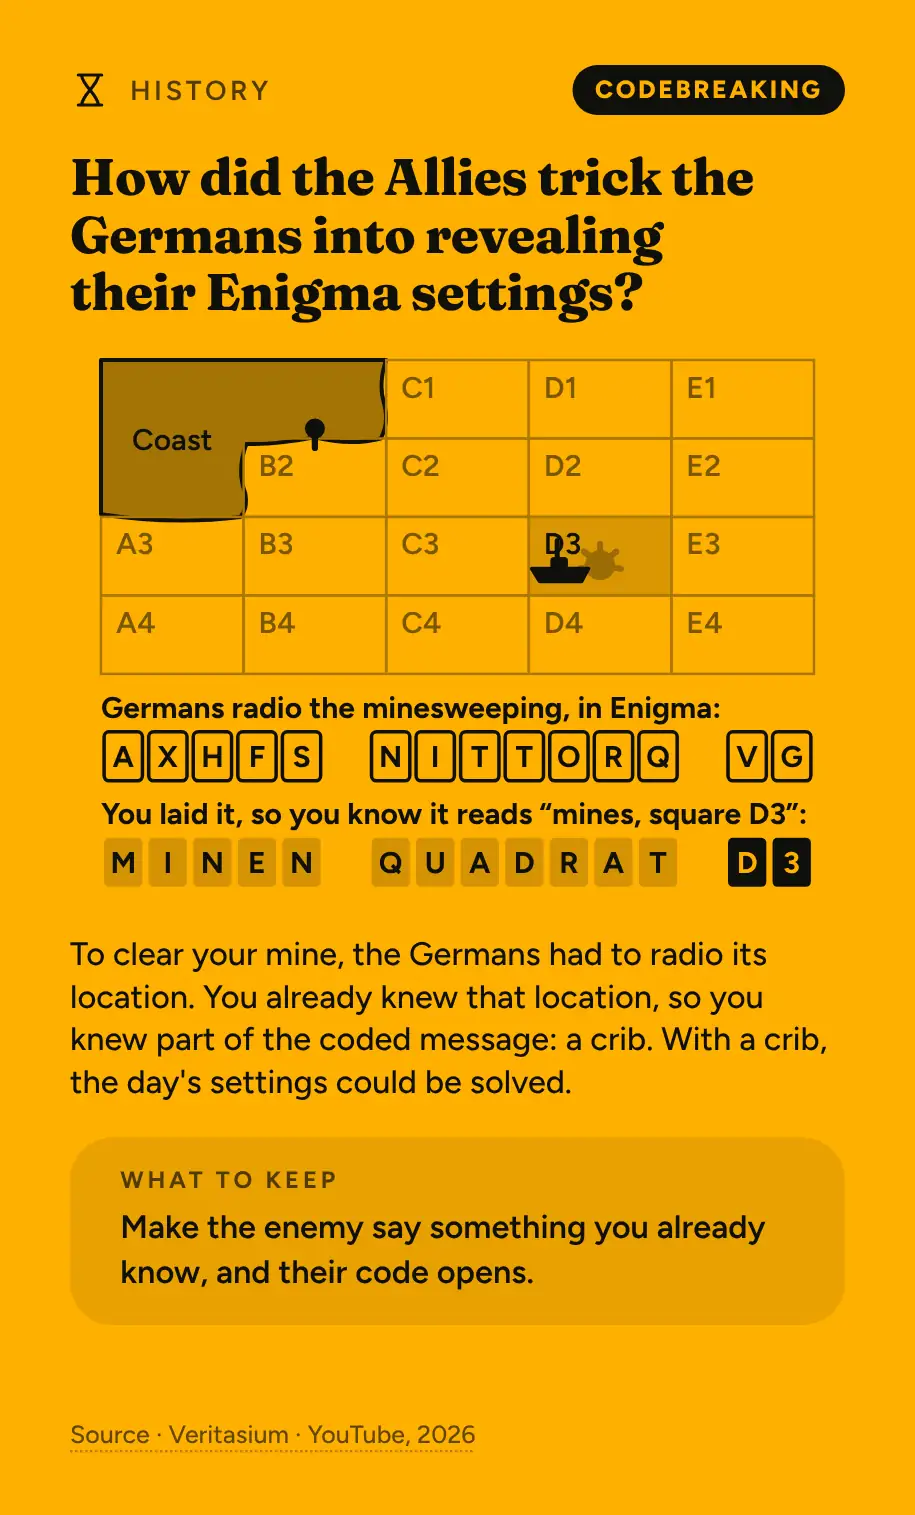 HISTORY
CODEBREAKING
How did the Allies trick the
Germans into revealing
their Enigma settings?
C1 D1 E1
Coast
B2 C2 D2 E2
A3 B3 C3 D3 E3
A4 B4 C4 D4 E4
Germans radio the minesweeping, in Enigma:
AXHFS NITTORQ VG
You laid it, so you know it reads “mines, square D3”:
MINEN QUADRAT D3
To clear your mine, the Germans had to radio its
location. You already knew that location, so you
knew part of the coded message: a crib. With a crib,
the day's settings could be solved.
WHAT TO KEEP
Make the enemy say something you already
know, and their code opens.
Source · Veritasium · YouTube, 2026